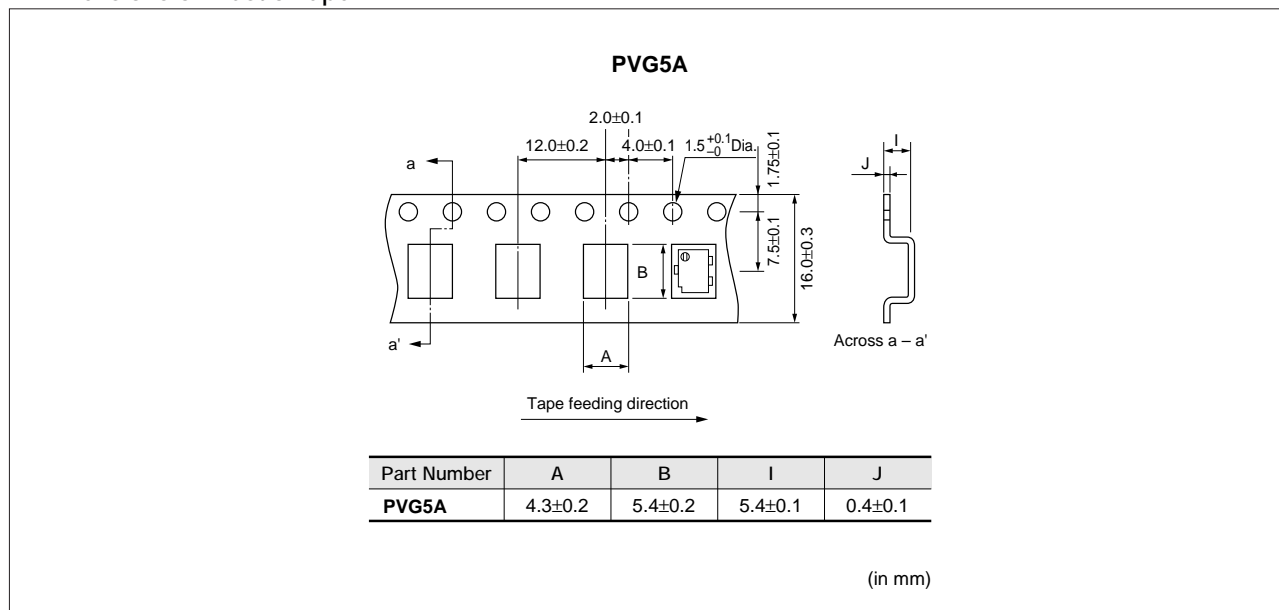 PVG5A
2.0±0.1
12.0±0.2
4.0±0.1
1.5 +0.1 −0 Dia.
1.75±0.1
7.5±0.1
16.0±0.3
a
a'
B
A
I
J
Across a – a'
Tape feeding direction
Part Number A B I J
PVG5A 4.3±0.2 5.4±0.2 5.4±0.1 0.4±0.1
(in mm)